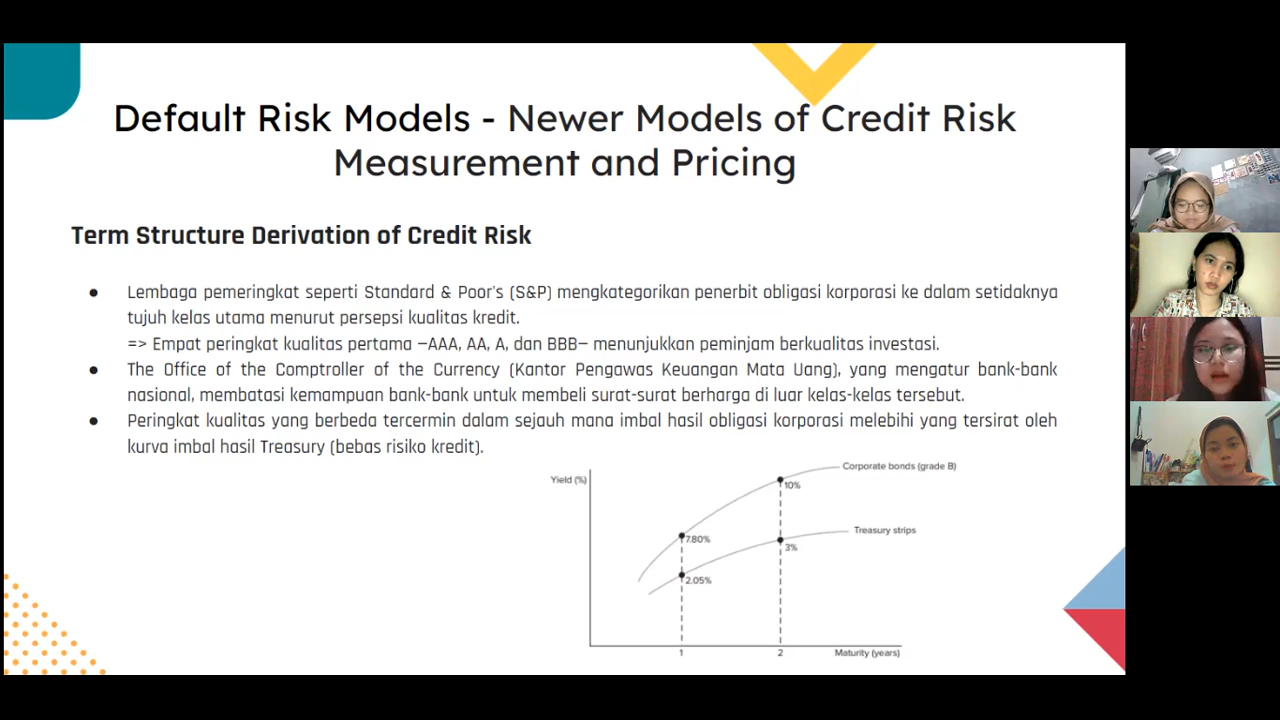 Default Risk Models - Newer Models of Credit Risk
Measurement and Pricing
Term Structure Derivation of Credit Risk
● Lembaga pemeringkat seperti Standard & Poor's (S&P) mengkategorikan penerbit obligasi korporasi ke dalam setidaknya
tujuh kelas utama menurut persepsi kualitas kredit.
=> Empat peringkat kualitas pertama —AAA, AA, A, dan BBB— menunjukkan peminjam berkualitas investasi.
● The Office of the Comptroller of the Currency (Kantor Pengawas Keuangan Mata Uang), yang mengatur bank-bank
nasional, membatasi kemampuan bank-bank untuk membeli surat-surat berharga di luar kelas-kelas tersebut.
● Peringkat kualitas yang berbeda tercermin dalam sejauh mana imbal hasil obligasi korporasi melebihi yang tersirat oleh
kurva imbal hasil Treasury (bebas risiko kredit).
Yield (%)
Corporate bonds (grade B)
10%
Treasury strips
7.80%
3%
2.05%
1
2
Maturity (years)